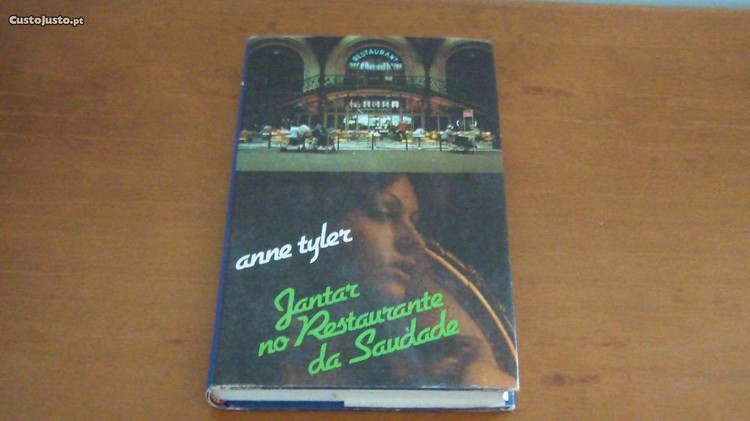 CustoJusto.pt
RESTAURANT
anne tyler
Jantar
no Restaurante
da Saudade